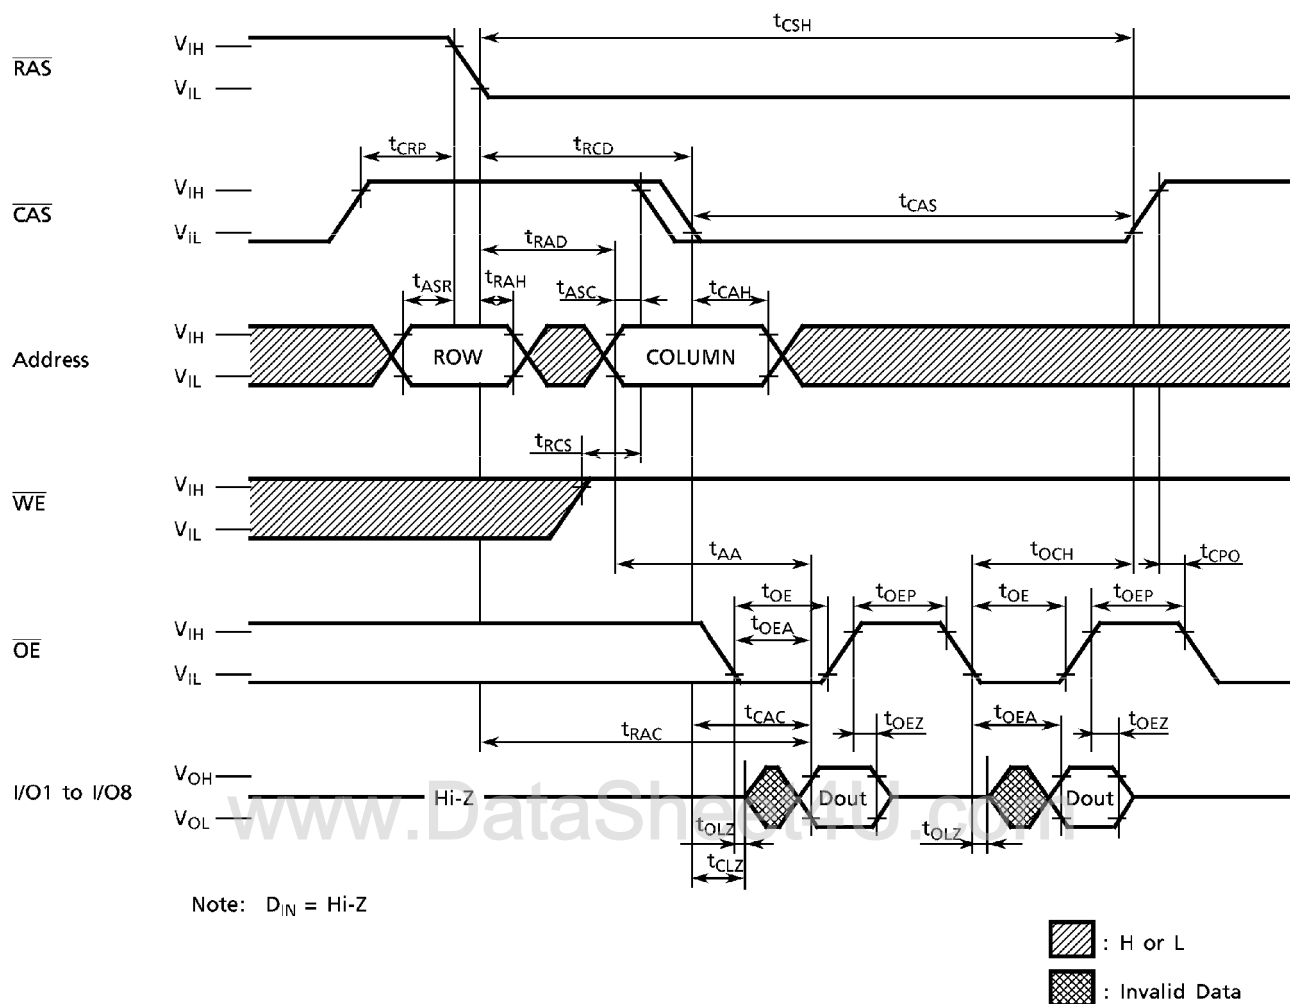 tCSH
RAS
VIH
VIL
tCRP
tRCD
CAS
VIH
VIL
tCAS
tRAD
tASR
tRAH
tASC
tCAH
Address
VIH
VIL
ROW
COLUMN
tRCS
WE
VIH
VIL
tAA
tOCH
tCPO
tOE
tOEP
tOE
tOEP
OE
VIH
VIL
tOEA
tCAC
tOEZ
tOEA
tOEZ
tRAC
I/O1 to I/O8
VOH
VOL
Hi-Z
Dout
Dout
www.DataSheet4U.com
tOLZ
tOLZ
tCLZ
Note: DIN = Hi-Z
: H or L
: Invalid Data